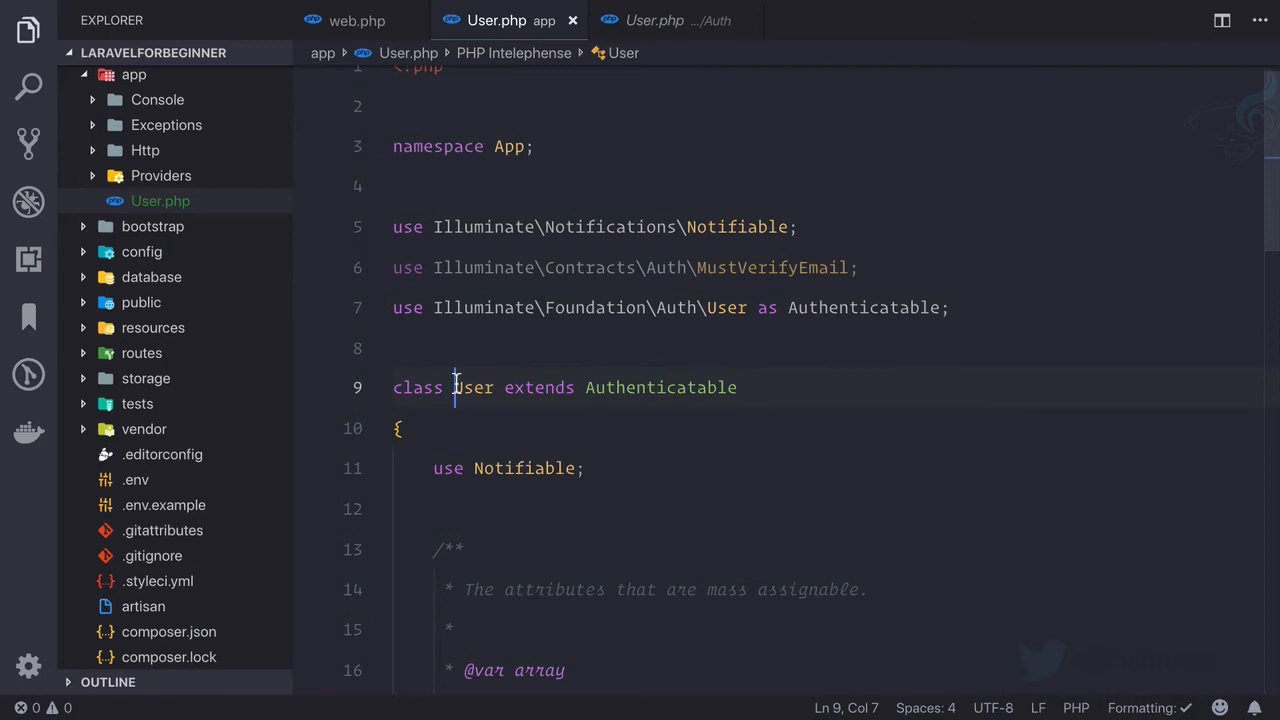 EXPLORER
web.php
User.php app
User.php .../Auth
LARAVELFORBEGINNER
app
Console
Exceptions
Http
Providers
User.php
bootstrap
config
database
public
resources
routes
storage
tests
vendor
.editorconfig
.env
.env.example
.gitattributes
.gitignore
.styleci.yml
artisan
composer.json
composer.lock
OUTLINE
app User.php PHP Intelephense User
1 <?php
2
3 namespace App;
4
5 use Illuminate\Notifications\Notifiable;
6 use Illuminate\Contracts\Auth\MustVerifyEmail;
7 use Illuminate\Foundation\Auth\User as Authenticatable;
8
9 class User extends Authenticatable
10 {
11 use Notifiable;
12
13 /**
14 * The attributes that are mass assignable.
15 *
16 * @var array
0 0
Ln 9, Col 7 Spaces: 4 UTF-8 LF PHP Formatting: